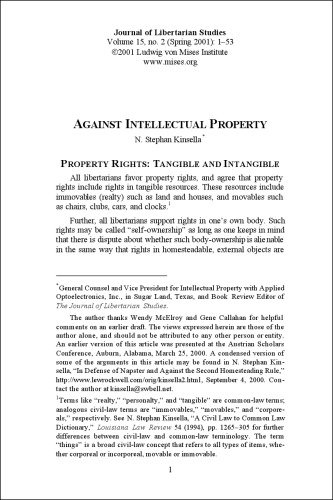 Journal of Libertarian Studies
Volume 15, no. 2 (Spring 2001): 1–53
©2001 Ludwig von Mises Institute
www.mises.org
AGAINST INTELLECTUAL PROPERTY
N. Stephan Kinsella*
PROPERTY RIGHTS: TANGIBLE AND INTANGIBLE
All libertarians favor property rights, and agree that property
rights include rights in tangible resources. These resources include
immovables (realty) such as land and houses, and movables such
as chairs, clubs, cars, and clocks.1
Further, all libertarians support rights in one's own body. Such
rights may be called "self-ownership" as long as one keeps in mind
that there is dispute about whether such body-ownership is alienable
in the same way that rights in homesteadable, external objects are
*General Counsel and Vice President for Intellectual Property with Applied
Optoelectronics, Inc., in Sugar Land, Texas, and Book Review Editor of
The Journal of Libertarian Studies.
The author thanks Wendy McElroy and Gene Callahan for helpful
comments on an earlier draft. The views expressed herein are those of the
author alone, and should not be attributed to any other person or entity.
An earlier version of this article was presented at the Austrian Scholars
Conference, Auburn, Alabama, March 25, 2000. A condensed version of
some of the arguments in this article may be found in N. Stephan Kin-
sella, "In Defense of Napster and Against the Second Homesteading Rule,"
http://www.lewrockwell.com/orig/kinsella2.html, September 4, 2000. Con-
tact the author at kinsella@swbell.net.
1Terms like "realty," "personalty," and "tangible" are common-law terms;
analogous civil-law terms are "immovables," "movables," and "corpore-
als," respectively. See N. Stephan Kinsella, "A Civil Law to Common Law
Dictionary," Louisiana Law Review 54 (1994), pp. 1265–305 for further
differences between civil-law and common-law terminology. The term
"things" is a broad civil-law concept that refers to all types of items, whe-
ther corporeal or incorporeal, movable or immovable.
1